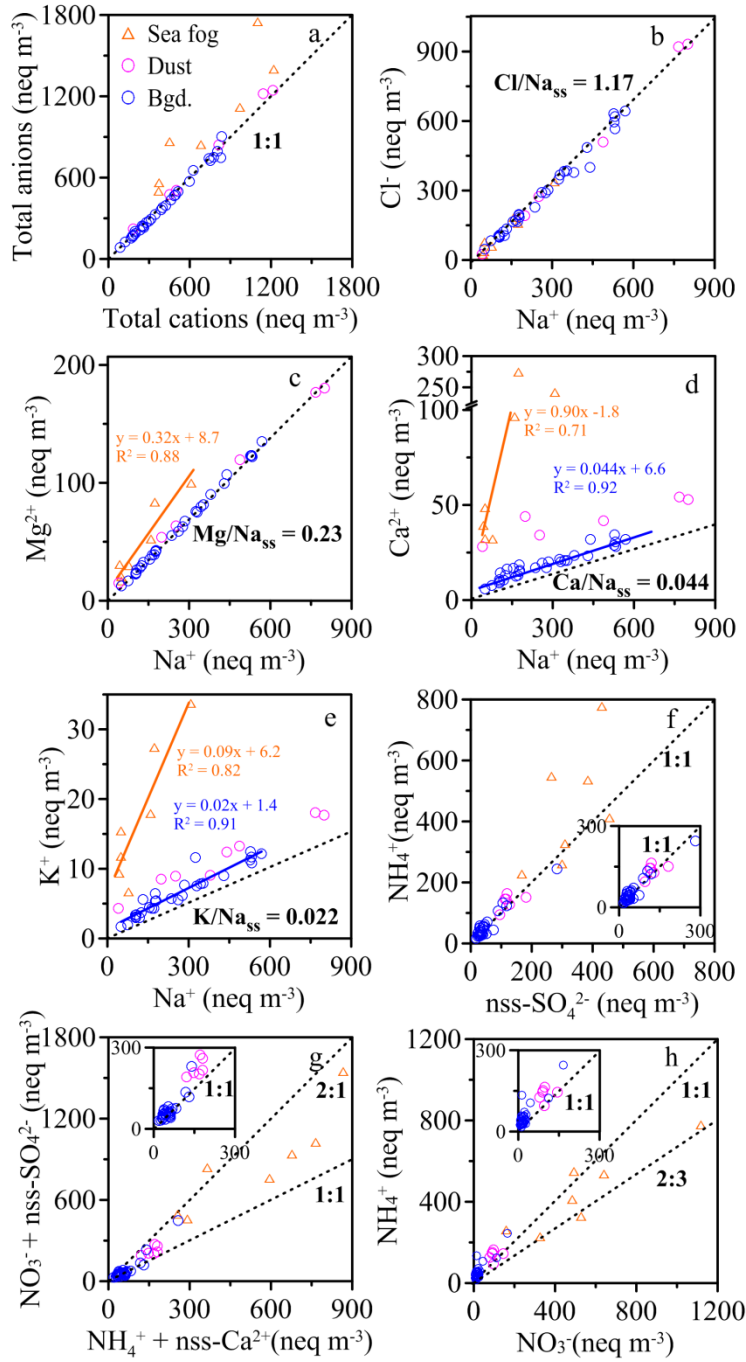 a
△ Sea fog
○ Dust
○ Bgd.
1:1
1800
1200
600
0
0 600 1200 1800
Total anions (neq m⁻³)
Total cations (neq m⁻³)
b
Cl/Na_ss = 1.17
900
600
300
0
0 300 600 900
Cl⁻ (neq m⁻³)
Na⁺ (neq m⁻³)
c
y = 0.32x + 8.7
R² = 0.88
Mg/Na_ss = 0.23
200
100
0
0 300 600 900
Mg²⁺ (neq m⁻³)
Na⁺ (neq m⁻³)
d
y = 0.90x -1.8
R² = 0.71
y = 0.044x + 6.6
R² = 0.92
Ca/Na_ss = 0.044
300
250
100
50
0
0 300 600 900
Ca²⁺ (neq m⁻³)
Na⁺ (neq m⁻³)
e
y = 0.09x + 6.2
R² = 0.82
y = 0.02x + 1.4
R² = 0.91
K/Na_ss = 0.022
30
20
10
0
0 300 600 900
K⁺ (neq m⁻³)
Na⁺ (neq m⁻³)
f
1:1
800
600
400
200
0
0 200 400 600 800
300
1:1
0
0 300
NH₄⁺(neq m⁻³)
nss-SO₄²⁻ (neq m⁻³)
g
2:1
1:1
1800
1200
600
0
0 300 600 900
300
1:1
0
0 300
NO₃⁻ + nss-SO₄²⁻ (neq m⁻³)
NH₄⁺ + nss-Ca²⁺(neq m⁻³)
h
1:1
2:3
1200
800
400
0
0 400 800 1200
300
1:1
0
0 300
NH₄⁺ (neq m⁻³)
NO₃⁻(neq m⁻³)